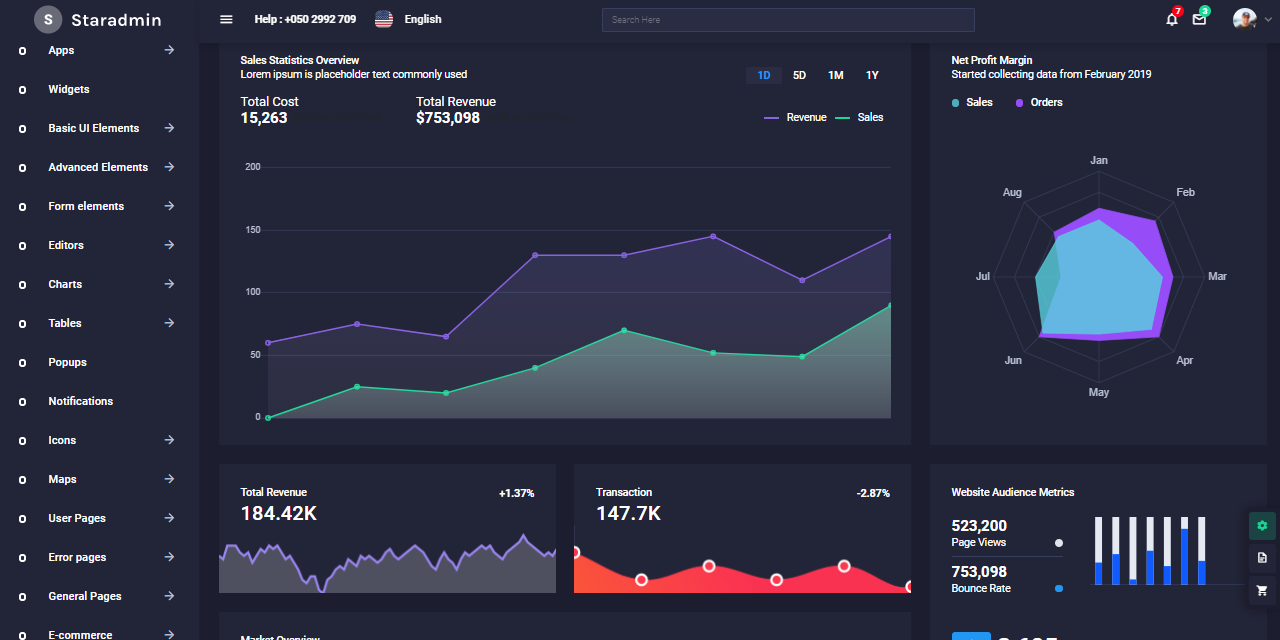 S Staradmin
Help : +050 2992 709
English
Search Here
7
3
Apps
Widgets
Basic UI Elements
Advanced Elements
Form elements
Editors
Charts
Tables
Popups
Notifications
Icons
Maps
User Pages
Error pages
General Pages
E-commerce
Sales Statistics Overview
Lorem ipsum is placeholder text commonly used
1D 5D 1M 1Y
Total Cost
15,263
Total Revenue
$753,098
Revenue Sales
200
150
100
50
0
Net Profit Margin
Started collecting data from February 2019
Sales Orders
Jan
Feb
Mar
Apr
May
Jun
Jul
Aug
Total Revenue
+1.37%
184.42K
Transaction
-2.87%
147.7K
Website Audience Metrics
523,200
Page Views
753,098
Bounce Rate
Market Overview